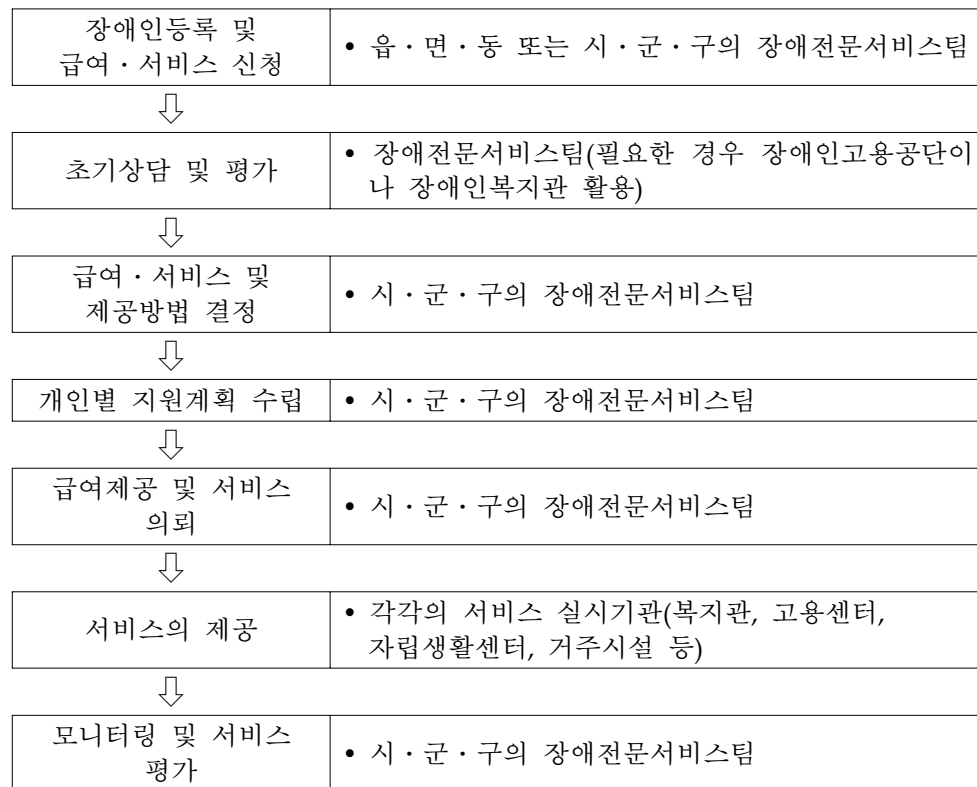 장애인등록 및
급여・서비스 신청
• 읍・면・동 또는 시・군・구의 장애전문서비스팀
초기상담 및 평가
• 장애전문서비스팀(필요한 경우 장애인고용공단이
나 장애인복지관 활용)
급여・서비스 및
제공방법 결정
• 시・군・구의 장애전문서비스팀
개인별 지원계획 수립
• 시・군・구의 장애전문서비스팀
급여제공 및 서비스
의뢰
• 시・군・구의 장애전문서비스팀
서비스의 제공
• 각각의 서비스 실시기관(복지관, 고용센터,
자립생활센터, 거주시설 등)
모니터링 및 서비스
평가
• 시・군・구의 장애전문서비스팀